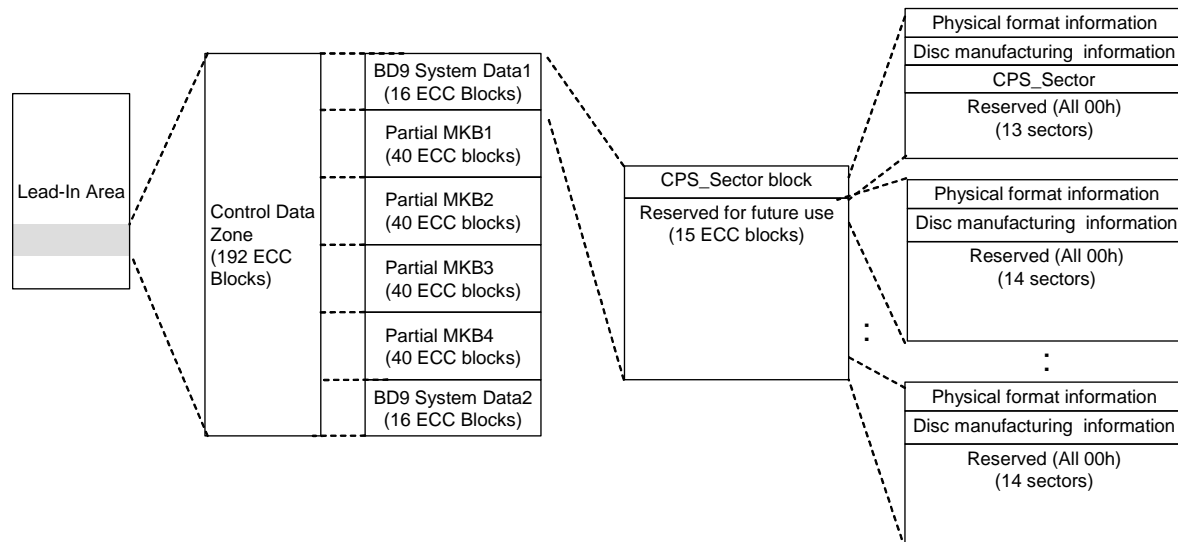 Lead-In Area
Control Data
Zone
(192 ECC
Blocks)
BD9 System Data1
(16 ECC Blocks)
Partial MKB1
(40 ECC blocks)
Partial MKB2
(40 ECC blocks)
Partial MKB3
(40 ECC blocks)
Partial MKB4
(40 ECC blocks)
BD9 System Data2
(16 ECC Blocks)
CPS_Sector block
Reserved for future use
(15 ECC blocks)
:
Physical format information
Disc manufacturing information
CPS_Sector
Reserved (All 00h)
(13 sectors)
Physical format information
Disc manufacturing information
Reserved (All 00h)
(14 sectors)
:
Physical format information
Disc manufacturing information
Reserved (All 00h)
(14 sectors)